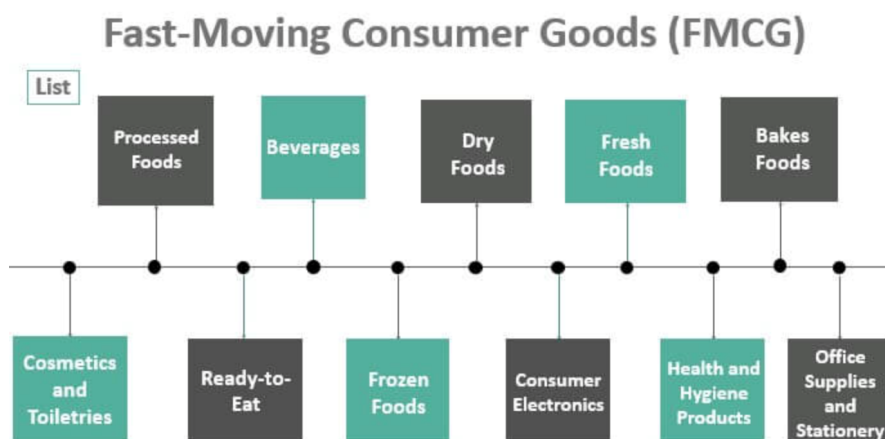 Fast-Moving Consumer Goods (FMCG)
List
Processed
Foods
Beverages
Dry
Foods
Fresh
Foods
Bakes
Foods
Cosmetics
and
Toiletries
Ready-to-
Eat
Frozen
Foods
Consumer
Electronics
Health and
Hygiene
Products
Office
Supplies
and
Stationery